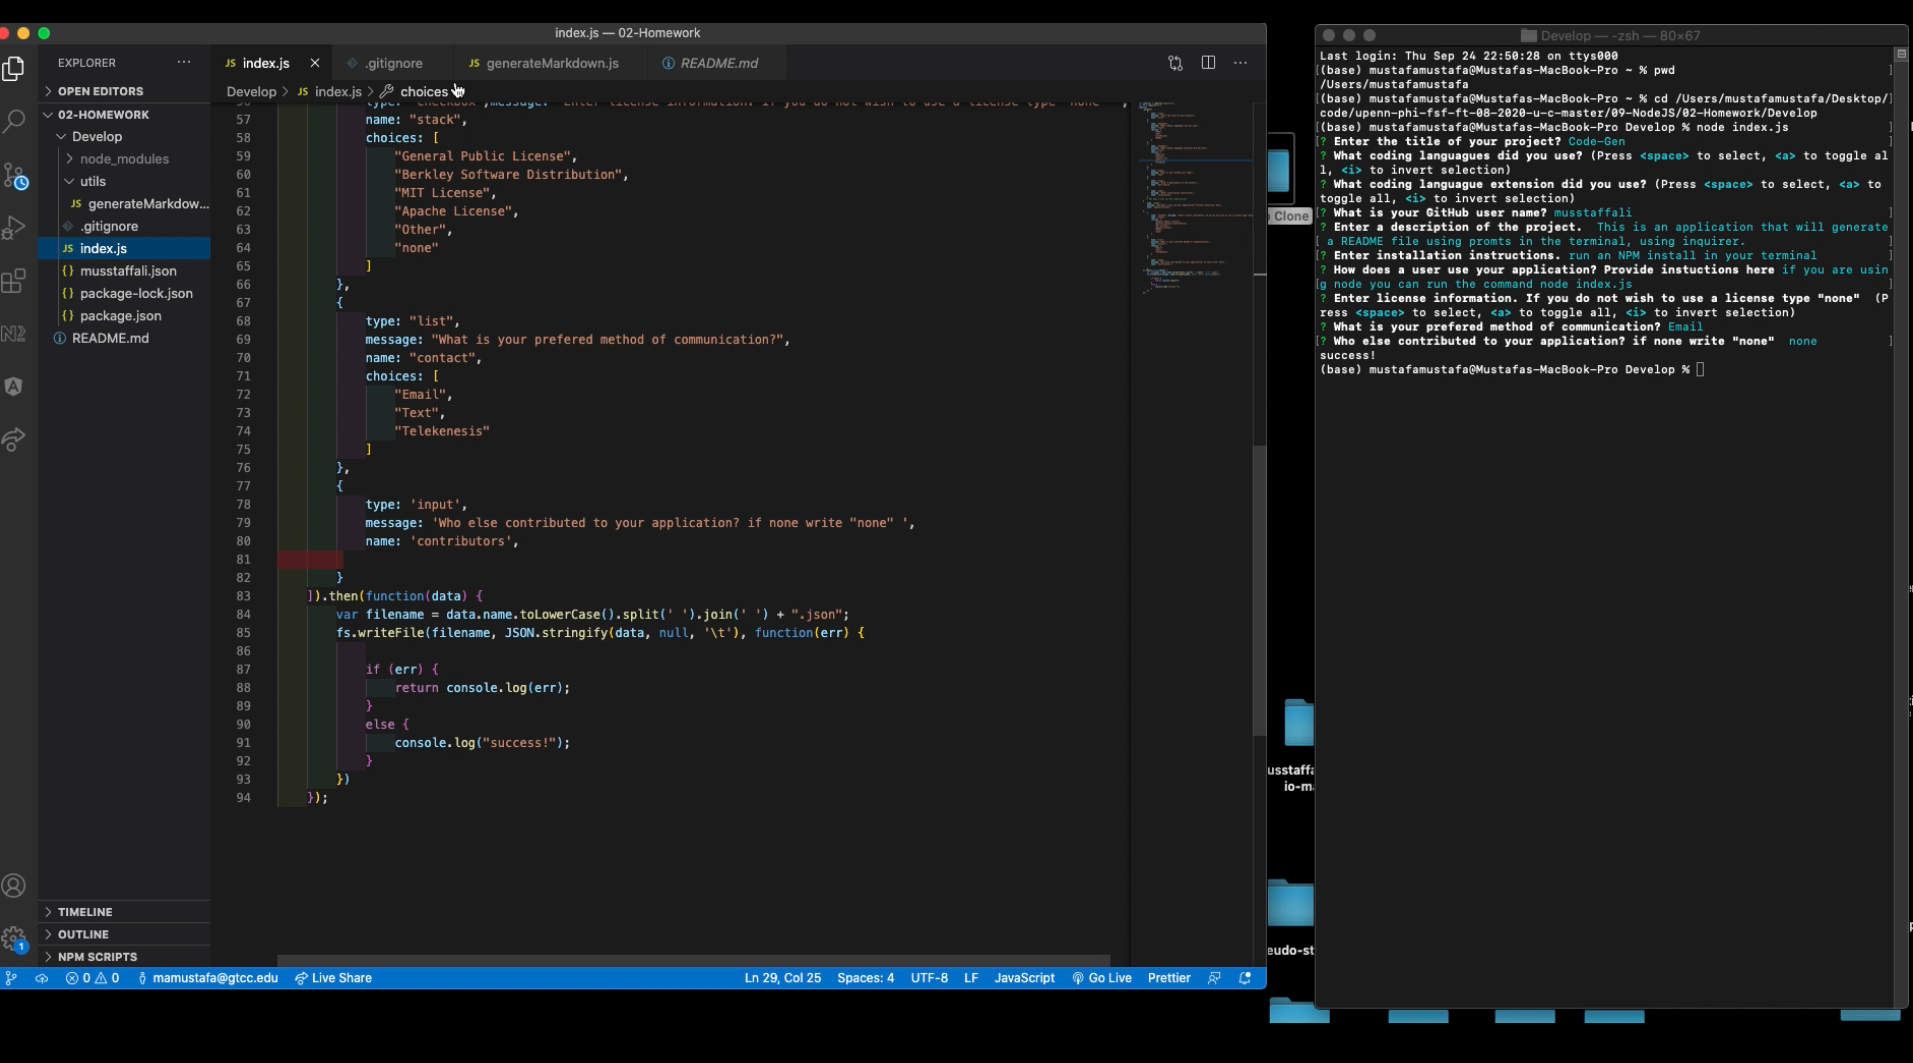 index.js — 02-Homework
EXPLORER
OPEN EDITORS
02-HOMEWORK
Develop
node_modules
utils
JS generateMarkdow...
.gitignore
JS index.js
{} musstaffali.json
{} package-lock.json
{} package.json
README.md
TIMELINE
OUTLINE
NPM SCRIPTS
JS index.js
.gitignore
JS generateMarkdown.js
README.md
Develop > JS index.js > choices
57 name: "stack",
58 choices: [
59 "General Public License",
60 "Berkley Software Distribution",
61 "MIT License",
62 "Apache License",
63 "Other",
64 "none"
65 ]
66 },
67 {
68 type: "list",
69 message: "What is your prefered method of communication?",
70 name: "contact",
71 choices: [
72 "Email",
73 "Text",
74 "Telekenesis"
75 ]
76 },
77 {
78 type: 'input',
79 message: 'Who else contributed to your application? if none write "none" ',
80 name: 'contributors',
81
82 }
83 ]).then(function(data) {
84 var filename = data.name.toLowerCase().split(' ').join(' ') + ".json";
85 fs.writeFile(filename, JSON.stringify(data, null, '\t'), function(err) {
86
87 if (err) {
88 return console.log(err);
89 }
90 else {
91 console.log("success!");
92 }
93 })
94 });
0 0 mamustafa@gtcc.edu Live Share
Ln 29, Col 25 Spaces: 4 UTF-8 LF JavaScript Go Live Prettier
1
Develop — -zsh — 80×67
Last login: Thu Sep 24 22:50:28 on ttys000
[(base) mustafamustafa@Mustafas-MacBook-Pro ~ % pwd ]
/Users/mustafamustafa
[(base) mustafamustafa@Mustafas-MacBook-Pro ~ % cd /Users/mustafamustafa/Desktop/]
code/upenn-phi-fsf-ft-08-2020-u-c-master/09-NodeJS/02-Homework/Develop
[(base) mustafamustafa@Mustafas-MacBook-Pro Develop % node index.js ]
[? Enter the title of your project? Code-Gen ]
? What coding languagues did you use? (Press <space> to select, <a> to toggle al
l, <i> to invert selection)
? What coding languague extension did you use? (Press <space> to select, <a> to
toggle all, <i> to invert selection)
[? What is your GitHub user name? musstaffali ]
? Enter a description of the project. This is an application that will generate
[ a README file using promts in the terminal, using inquirer. ]
[? Enter installation instructions. run an NPM install in your terminal ]
? How does a user use your application? Provide instuctions here if you are usin
[g node you can run the command node index.js ]
? Enter license information. If you do not wish to use a license type "none" (P
ress <space> to select, <a> to toggle all, <i> to invert selection)
? What is your prefered method of communication? Email
[? Who else contributed to your application? if none write "none" none ]
success!
(base) mustafamustafa@Mustafas-MacBook-Pro Develop %
Clone
usstaffa
io-ma
eudo-st